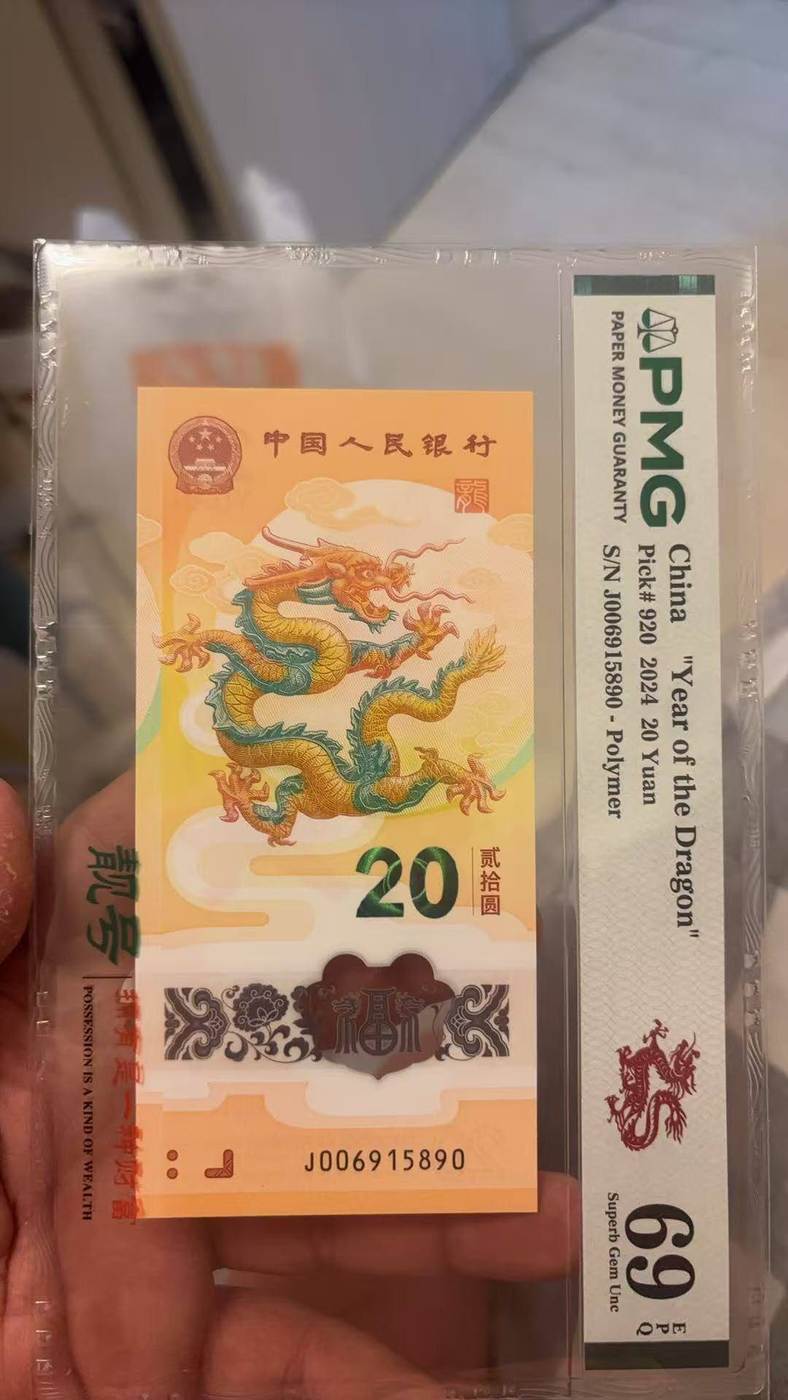 中国人民银行
龍
20
贰拾圆
福
J006915890
靓号
拥有是一种财富
POSSESSION IS A KIND OF WEALTH
PMG
PAPER MONEY GUARANTY
China "Year of the Dragon"
Pick# 920 2024 20 Yuan
S/N J006915890 - Polymer
69
EPQ
Superb Gem Unc